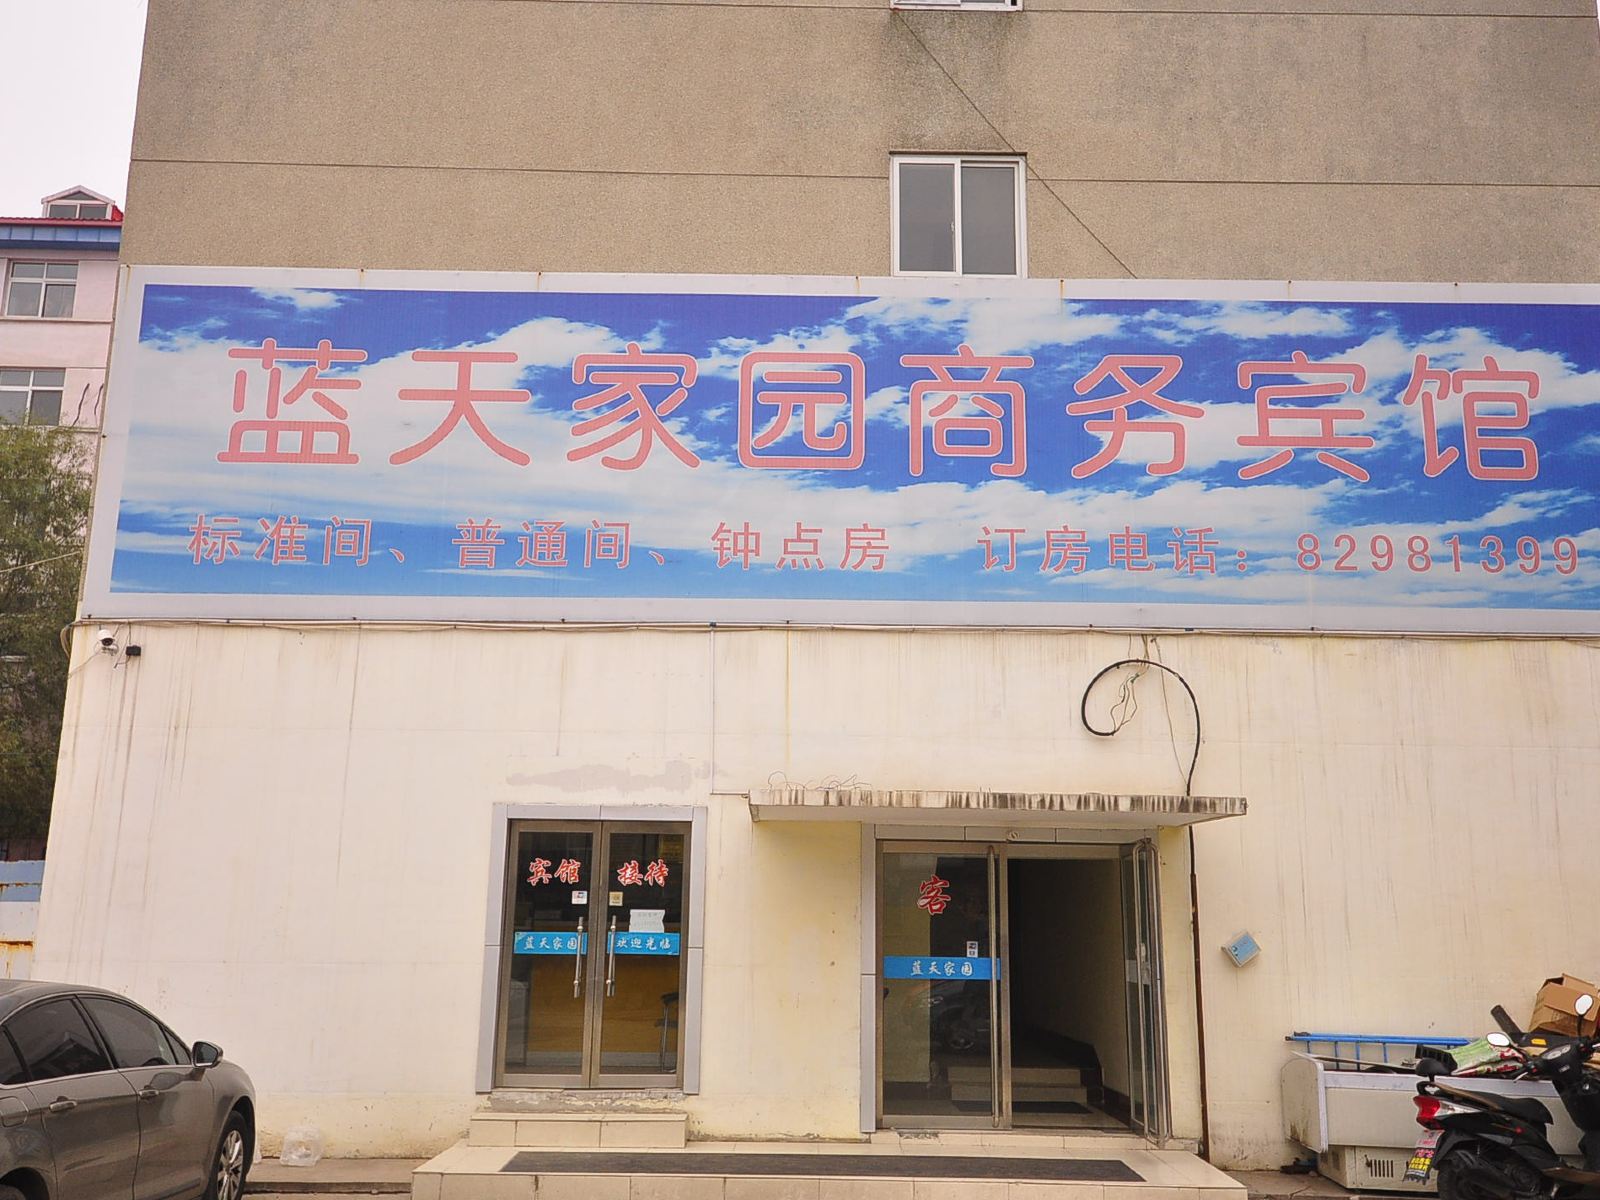 蓝天家园商务宾馆
标准间、普通间、钟点房 订房电话：82981399
宾馆 接待
蓝天家园 欢迎光临
客
蓝天家园